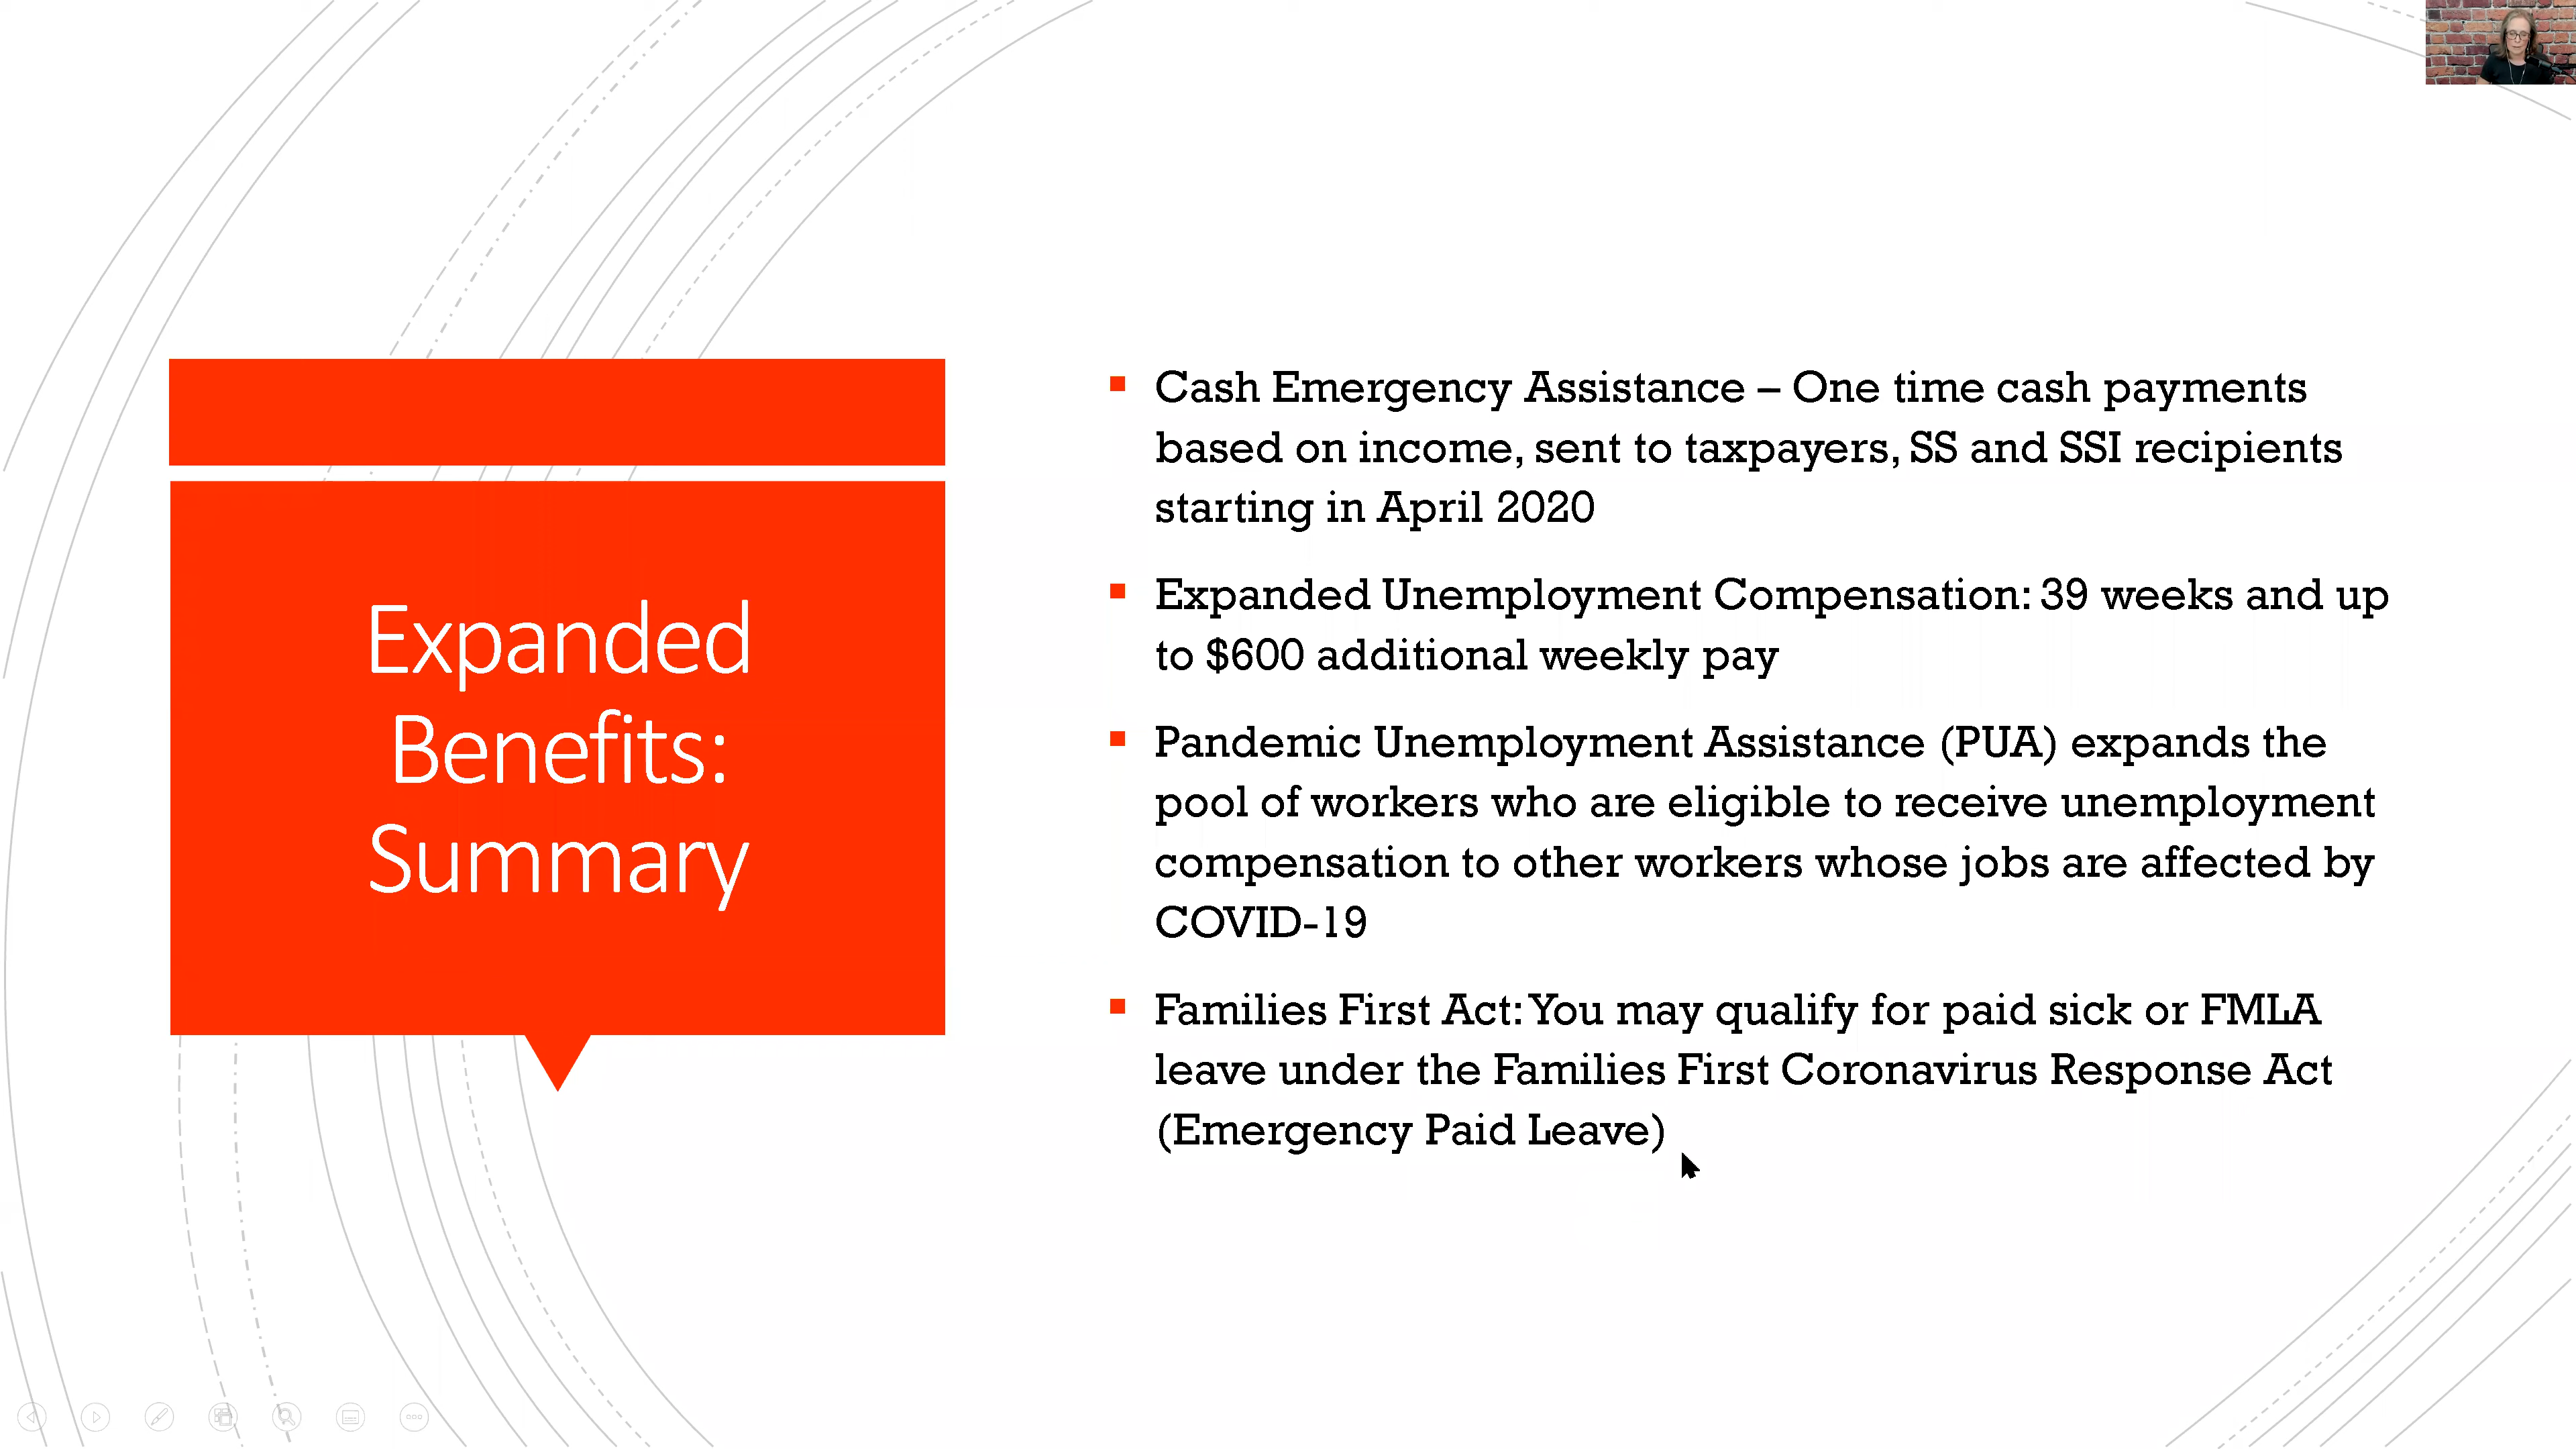 Expanded
Benefits:
Summary
Cash Emergency Assistance – One time cash payments
based on income, sent to taxpayers, SS and SSI recipients
starting in April 2020
Expanded Unemployment Compensation: 39 weeks and up
to $600 additional weekly pay
Pandemic Unemployment Assistance (PUA) expands the
pool of workers who are eligible to receive unemployment
compensation to other workers whose jobs are affected by
COVID-19
Families First Act: You may qualify for paid sick or FMLA
leave under the Families First Coronavirus Response Act
(Emergency Paid Leave)